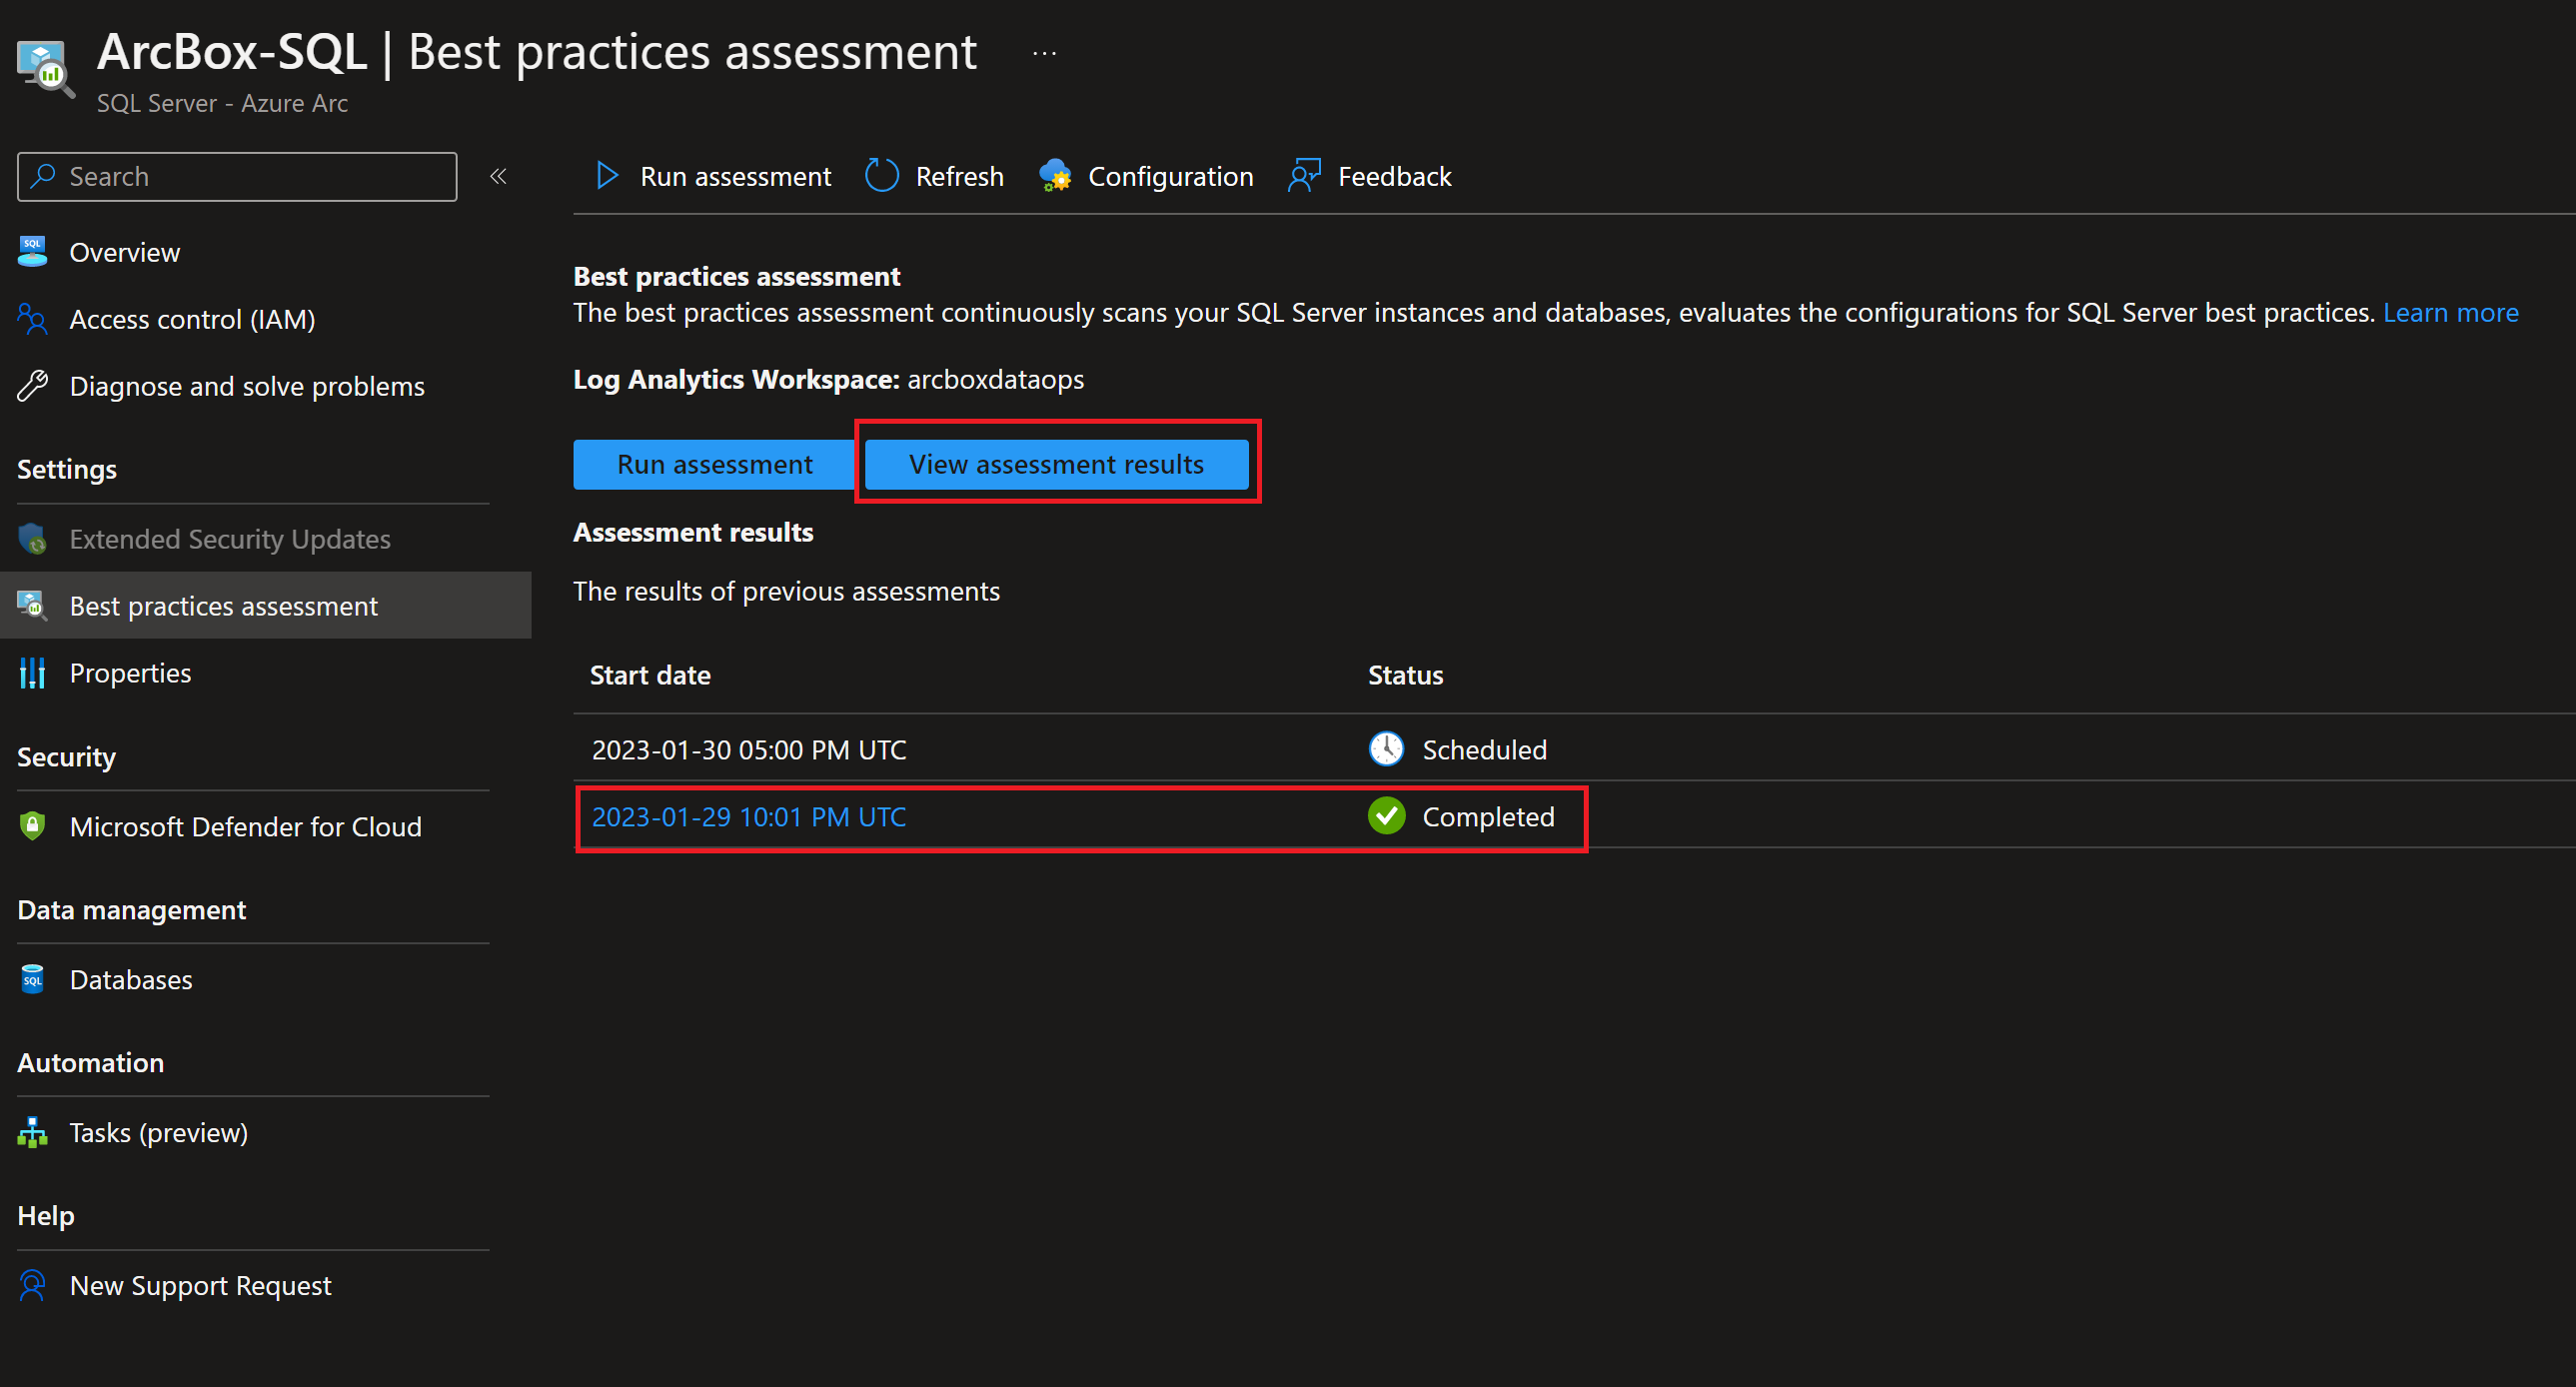 ArcBox-SQL | Best practices assessment ...
SQL Server - Azure Arc
Search
«
Overview
Access control (IAM)
Diagnose and solve problems
Settings
Extended Security Updates
Best practices assessment
Properties
Security
Microsoft Defender for Cloud
Data management
Databases
Automation
Tasks (preview)
Help
New Support Request
Run assessment Refresh Configuration Feedback
Best practices assessment
The best practices assessment continuously scans your SQL Server instances and databases, evaluates the configurations for SQL Server best practices. Learn more
Log Analytics Workspace: arcboxdataops
Run assessment View assessment results
Assessment results
The results of previous assessments
Start date Status
2023-01-30 05:00 PM UTC Scheduled
2023-01-29 10:01 PM UTC Completed